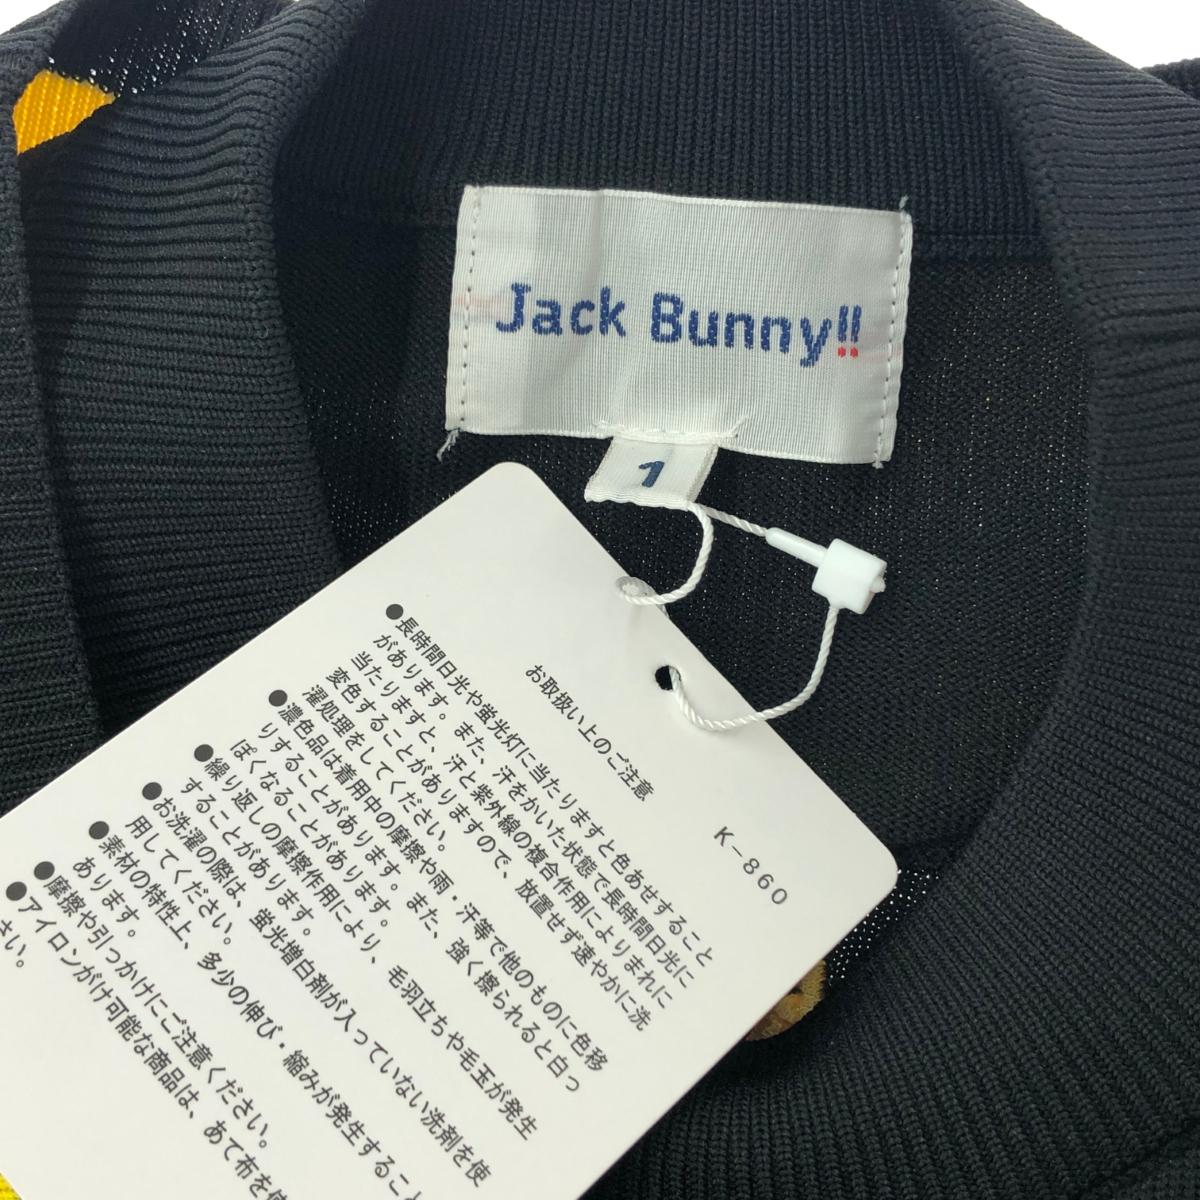 Jack Bunny!!
1
K-860
お取扱い上のご注意
●長時間日光や蛍光灯に当たりますと色あせすること
があります。また、汗をかいた状態で長時間日光に
当たりますと、汗と紫外線の複合作用によりまれに
変色することがありますので、放置せず速やかに洗
濯処理をしてください。
●濃色品は着用中の摩擦や雨・汗等で他のものに色移
りすることがあります。また、強く擦られると白っ
ぽくなることがあります。
●繰り返しの摩擦作用により、毛羽立ちや毛玉が発生
することがあります。
●お洗濯の際は、蛍光増白剤が入っていない洗剤を使
用してください。
●素材の特性上、多少の伸び・縮みが発生すること
あります。
●摩擦や引っかけにご注意ください。
●アイロンがけ可能な商品は、あて布を使
さい。